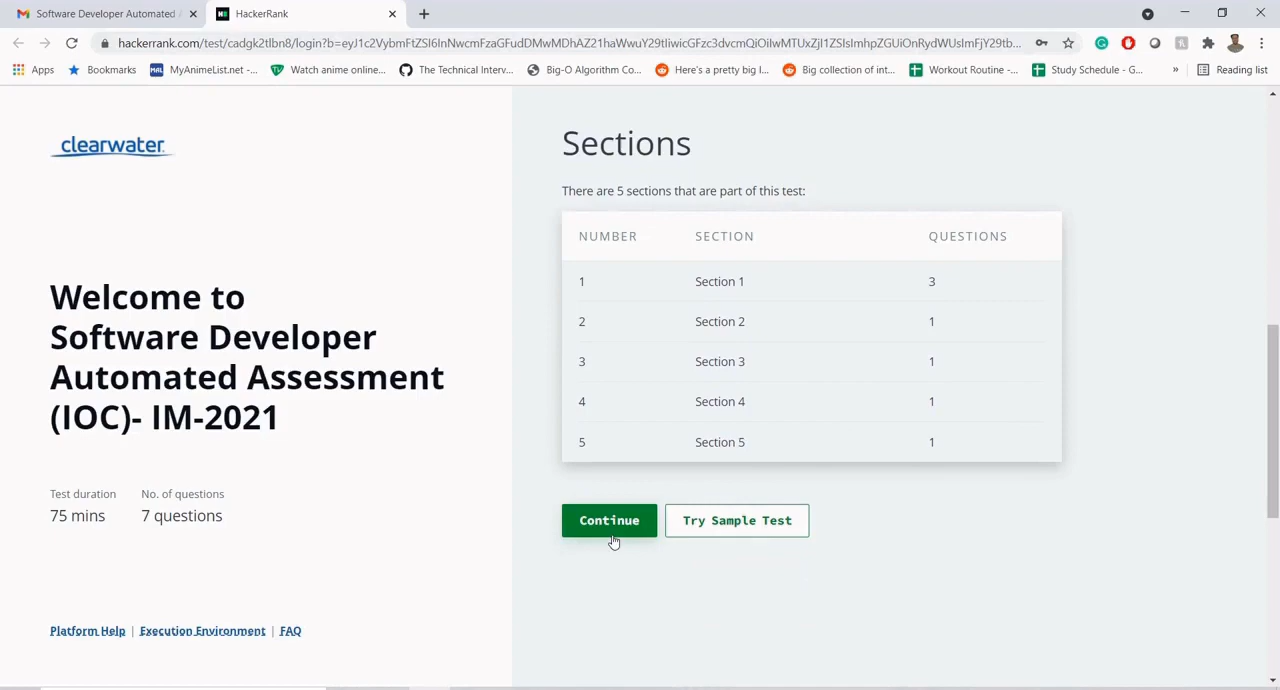 Software Developer Automated
HackerRank
hackerrank.com/test/cadgk2tlbn8/login?b=
Apps
Bookmarks
MAL MyAnimeList.net -...
Watch anime online...
The Technical Interv...
Big-O Algorithm Co...
Here's a pretty big l...
Big collection of int...
Workout Routine -...
Study Schedule - G...
»
Reading list
clearwater
Welcome to
Software Developer
Automated Assessment
(IOC)- IM-2021
Test duration No. of questions
75 mins 7 questions
Platform Help | Execution Environment | FAQ
Sections
There are 5 sections that are part of this test:
NUMBER SECTION QUESTIONS
1 Section 1 3
2 Section 2 1
3 Section 3 1
4 Section 4 1
5 Section 5 1
Continue Try Sample Test